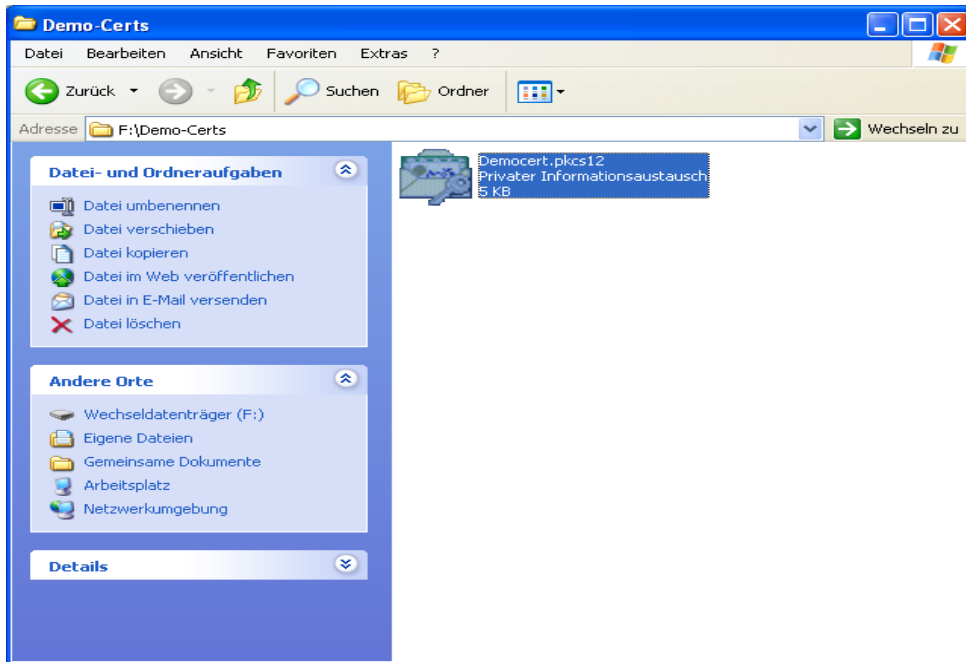 Demo-Certs
Datei Bearbeiten Ansicht Favoriten Extras ?
Zurück Suchen Ordner
Adresse F:\Demo-Certs Wechseln zu
Datei- und Ordneraufgaben
Datei umbenennen
Datei verschieben
Datei kopieren
Datei im Web veröffentlichen
Datei in E-Mail versenden
Datei löschen
Andere Orte
Wechseldatenträger (F:)
Eigene Dateien
Gemeinsame Dokumente
Arbeitsplatz
Netzwerkumgebung
Details
Democert.pkcs12
Privater Informationsaustausch
5 KB